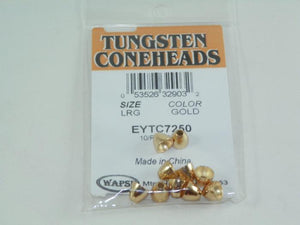 TUNGSTEN
CONEHEADS
0 53526 32903 2
SIZE COLOR
LRG GOLD
EYTC7250
Made in China
WAPSI